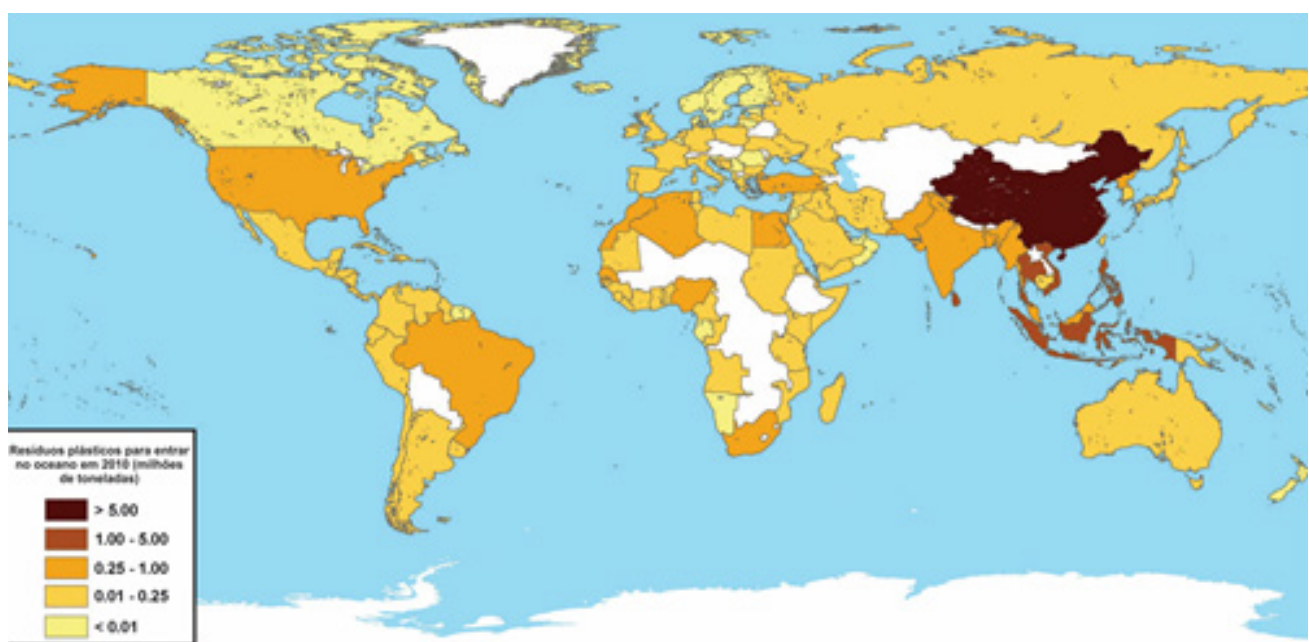 Resíduos plásticos para entrar
no oceano em 2010 (milhões
de toneladas)
> 5.00
1.00 - 5.00
0.25 - 1.00
0.01 - 0.25
< 0.01